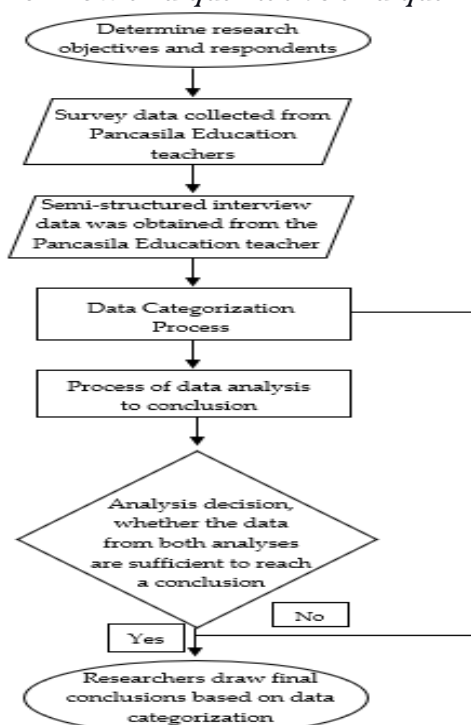 Determine research
objectives and respondents
Survey data collected from
Pancasila Education
teachers
Semi-structured interview
data was obtained from the
Pancasila Education teacher
Data Categorization
Process
Process of data analysis
to conclusion
Analysis decision,
whether the data
from both analyses
are sufficient to reach
a conclusion
No
Yes
Researchers draw final
conclusions based on data
categorization